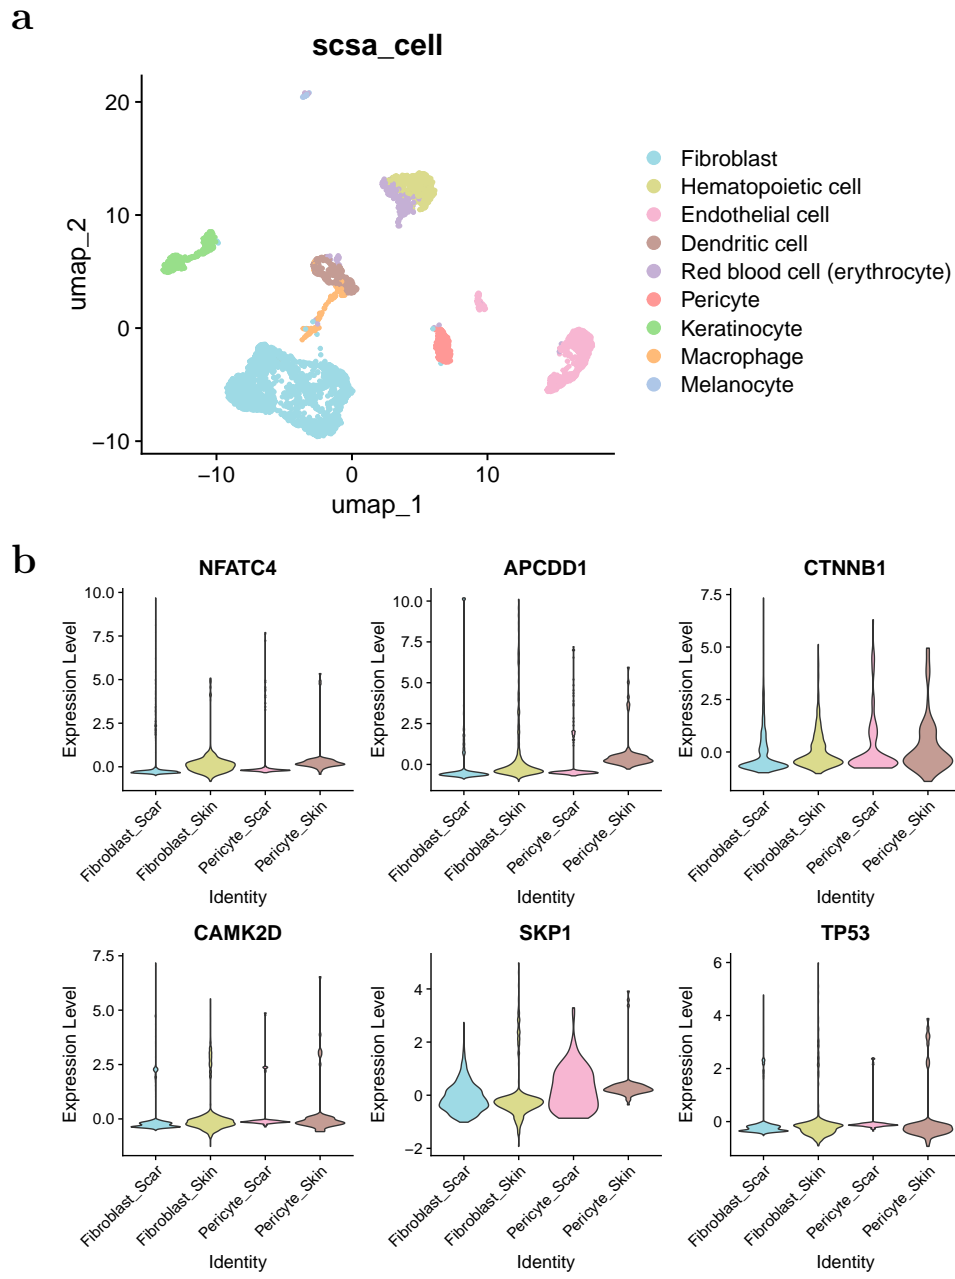 a
scsa_cell
20
10
0
−10
umap_2
−10
0
10
umap_1
Fibroblast
Hematopoietic cell
Endothelial cell
Dendritic cell
Red blood cell (erythrocyte)
Pericyte
Keratinocyte
Macrophage
Melanocyte
b
NFATC4
Expression Level
10.0
7.5
5.0
2.5
0.0
Fibroblast_Scar
Fibroblast_Skin
Pericyte_Scar
Pericyte_Skin
Identity
APCDD1
Expression Level
10.0
7.5
5.0
2.5
0.0
Fibroblast_Scar
Fibroblast_Skin
Pericyte_Scar
Pericyte_Skin
Identity
CTNNB1
Expression Level
7.5
5.0
2.5
0.0
Fibroblast_Scar
Fibroblast_Skin
Pericyte_Scar
Pericyte_Skin
Identity
CAMK2D
Expression Level
7.5
5.0
2.5
0.0
Fibroblast_Scar
Fibroblast_Skin
Pericyte_Scar
Pericyte_Skin
Identity
SKP1
Expression Level
4
2
0
−2
Fibroblast_Scar
Fibroblast_Skin
Pericyte_Scar
Pericyte_Skin
Identity
TP53
Expression Level
6
4
2
0
Fibroblast_Scar
Fibroblast_Skin
Pericyte_Scar
Pericyte_Skin
Identity